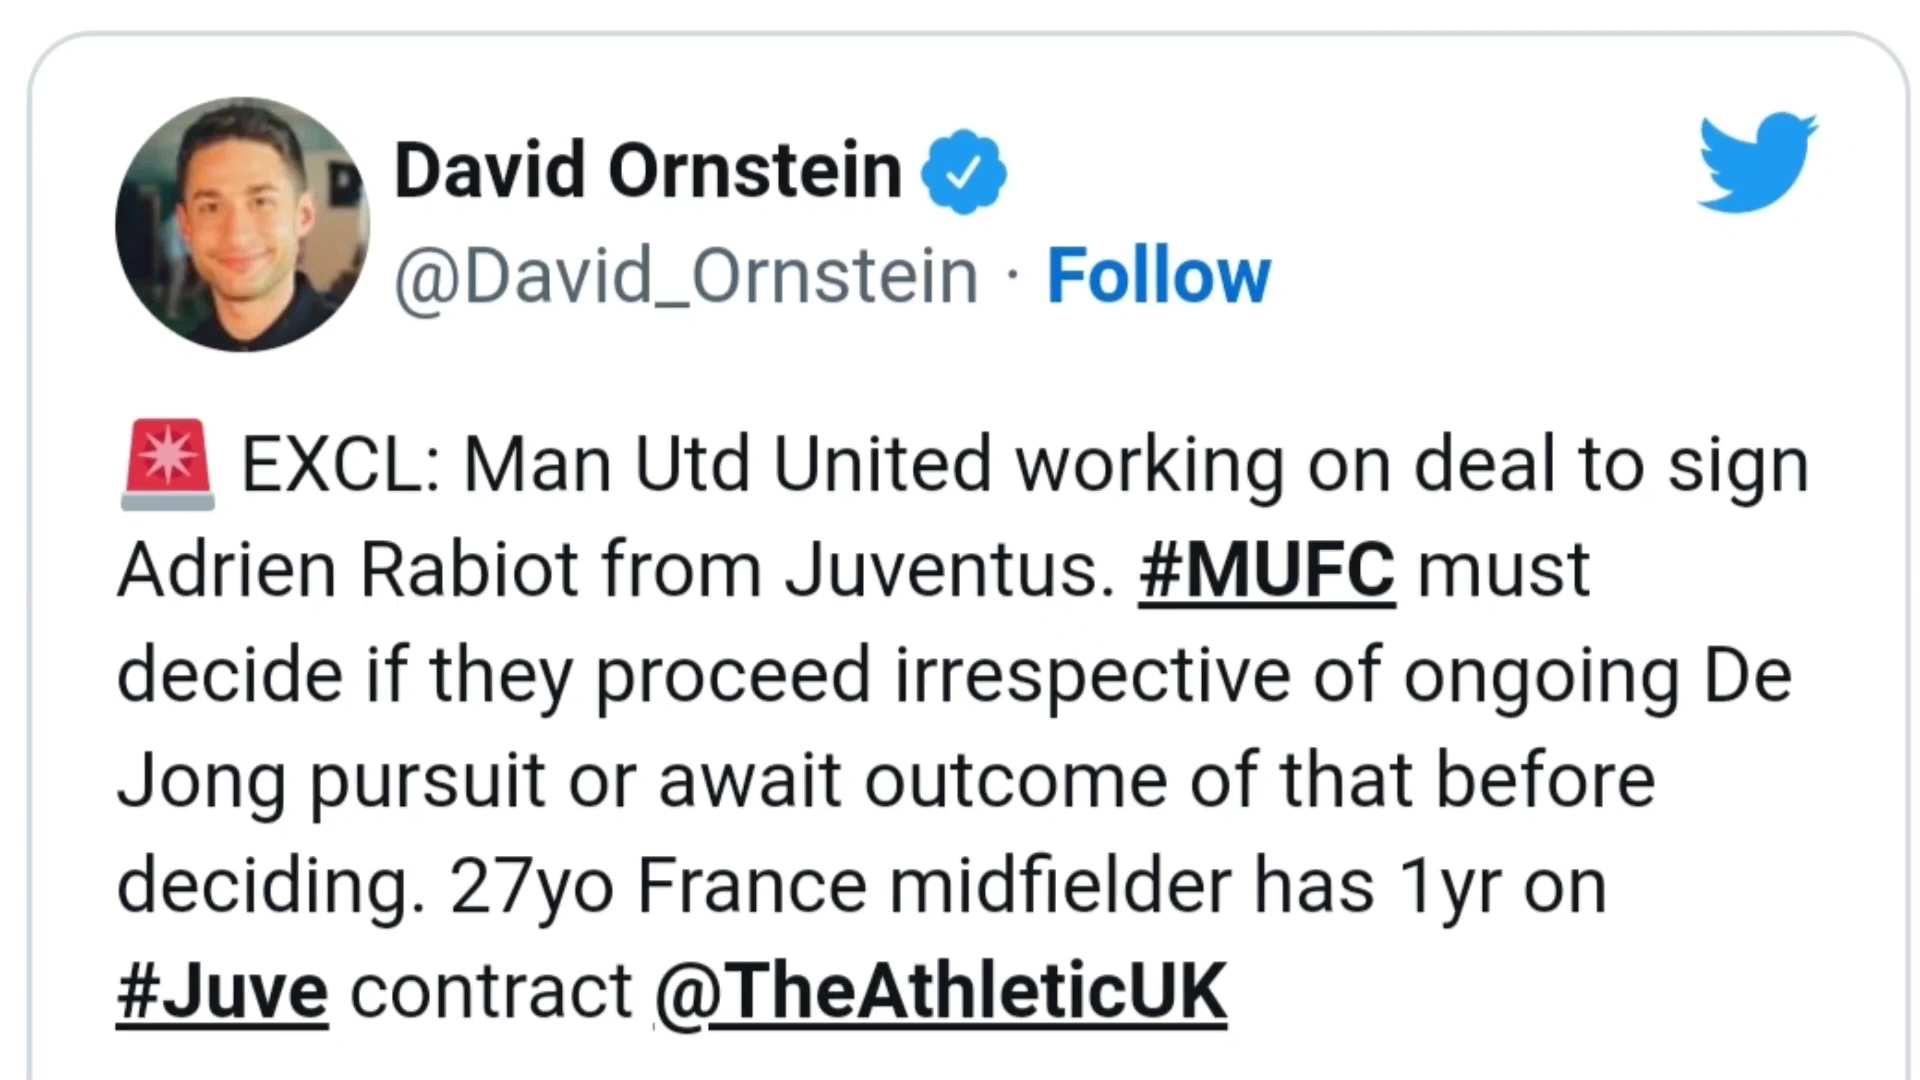 David Ornstein
@David_Ornstein · Follow
🚨 EXCL: Man Utd United working on deal to sign
Adrien Rabiot from Juventus. #MUFC must
decide if they proceed irrespective of ongoing De
Jong pursuit or await outcome of that before
deciding. 27yo France midfielder has 1yr on
#Juve contract @TheAthleticUK